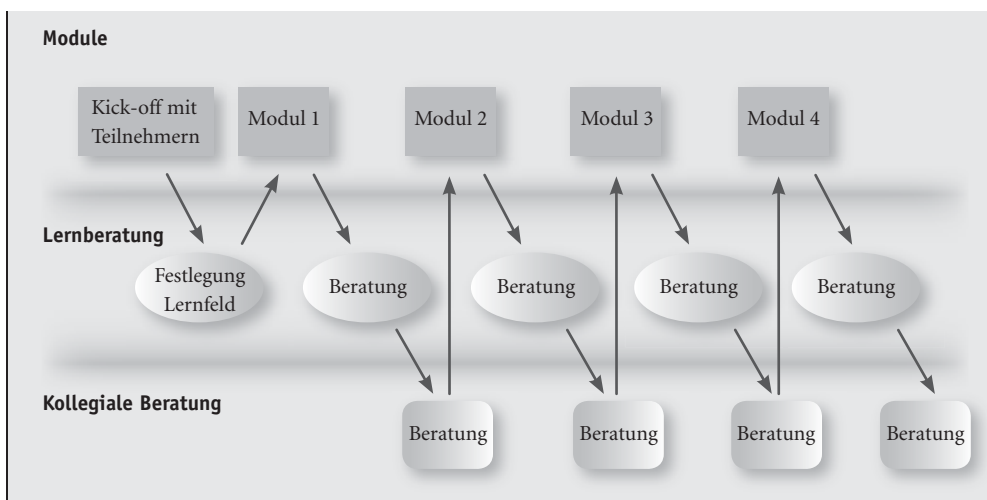 Module
Kick-off mit
Teilnehmern
Modul 1
Modul 2
Modul 3
Modul 4
Lernberatung
Festlegung
Lernfeld
Beratung
Beratung
Beratung
Beratung
Kollegiale Beratung
Beratung
Beratung
Beratung
Beratung